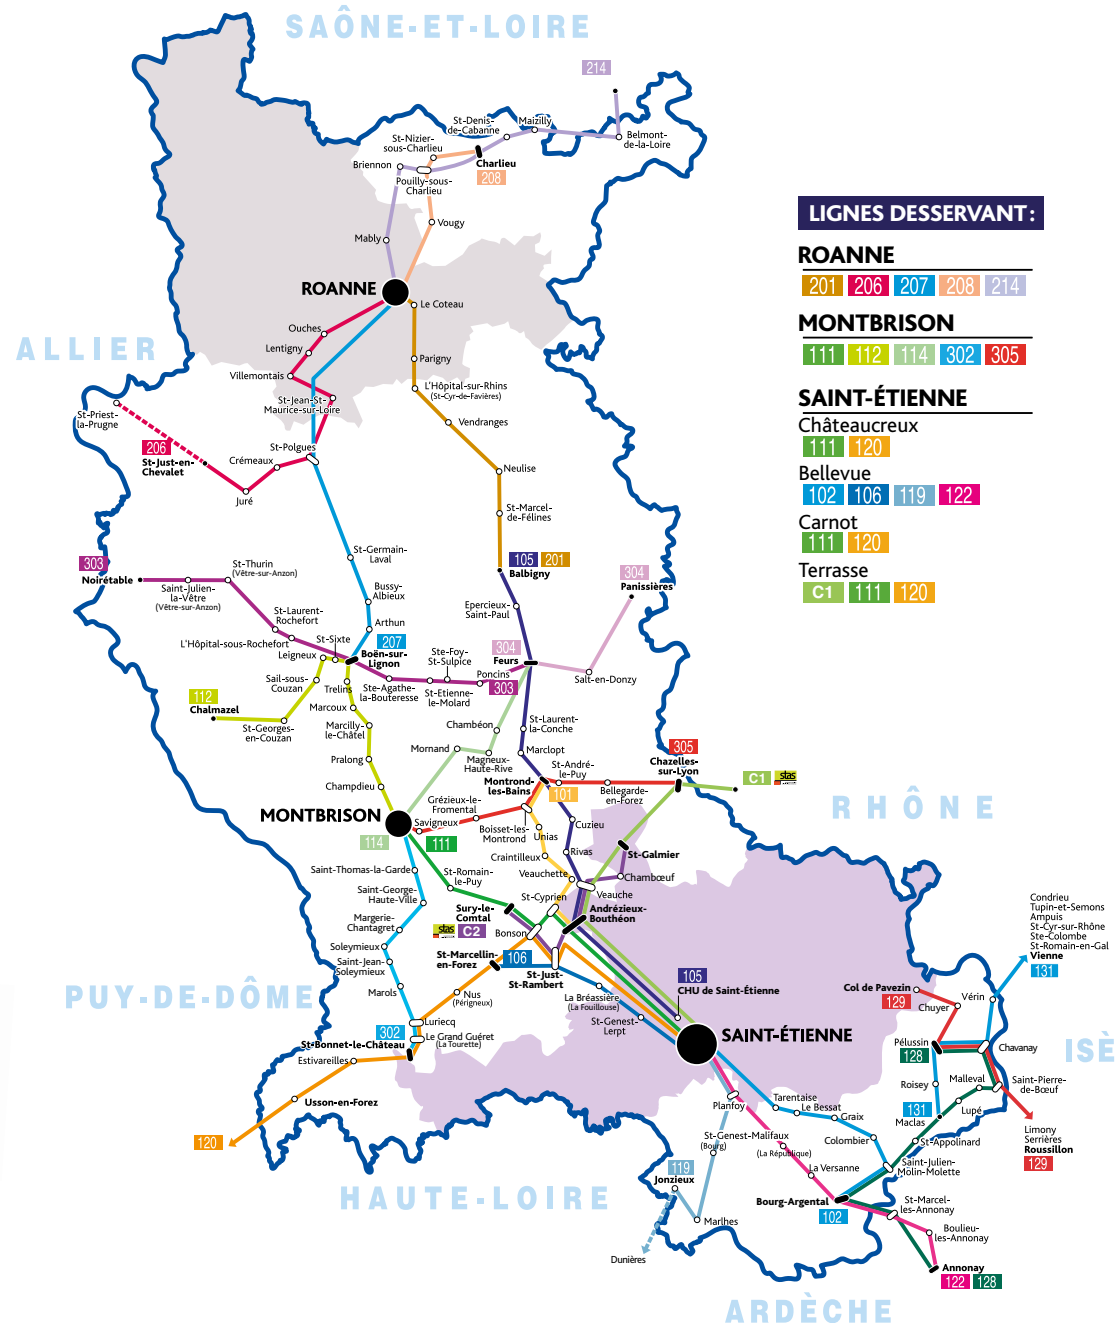 SAÔNE-ET-LOIRE
214
St-Denis-
de-Cabanne
Maizilly
Belmont-
de-la-Loire
St-Nizier-
sous-Charlieu
Briennon
Charlieu
208
Pouilly-sous-
Charlieu
Vougy
Mably
ROANNE
Le Coteau
Ouches
Lentigny
Villemontais
Parigny
L'Hôpital-sur-Rhins
(St-Cyr-de-Favières)
St-Jean-St-
Maurice-sur-Loire
Vendranges
ALLIER
St-Priest-
la-Prugne
206
St-Just-en-
Chevalet
Crémeaux
St-Polgues
Juré
Neulise
St-Marcel-
de-Félines
St-Germain-
Laval
105
201
Balbigny
303
Noirétable
St-Thurin
(Vêtre-sur-Anzon)
Saint-Julien-
la-Vêtre
(Vêtre-sur-Anzon)
Bussy-
Albieux
Epercieux-
Saint-Paul
304
Panissières
St-Laurent-
Rochefort
Arthun
L'Hôpital-sous-Rochefort
St-Sixte
207
Boën-sur-
Lignon
Leigneux
Ste-Foy-
St-Sulpice
304
Feurs
Poncins
303
Salt-en-Donzy
Sail-sous-
Couzan
Trelins
Ste-Agathe-
la-Bouteresse
St-Etienne-
le-Molard
112
Chalmazel
St-Georges-
en-Couzan
Marcoux
Marcilly-
le-Châtel
Chambéon
St-Laurent-
la-Conche
Mornand
Magneux-
Haute-Rive
Marclopt
Pralong
Champdieu
305
Chazelles-
sur-Lyon
St-André-
le-Puy
Montrond-
les-Bains
101
Bellegarde-
en-Forez
C1
stas
Grézieux-le-
Fromental
MONTBRISON
Savigneux
114
111
Boisset-les-
Montrond
Unias
Cuzieu
Craintilleux
Rivas
St-Galmier
Veauchette
Chambœuf
Veauche
Saint-Thomas-la-Garde
St-Romain-
le-Puy
Saint-George-
Haute-Ville
St-Cyprien
Sury-le-
Comtal
stas
C2
Andrézieux-
Bouthéon
Bonson
Margerie-
Chantagret
Soleymieux
Saint-Jean-
Soleymieux
St-Marcellin-
en-Forez
106
St-Just-
St-Rambert
Marols
Nus
(Périgneux)
La Bréassière
(La Fouillouse)
St-Genest-
Lerpt
105
CHU de Saint-Étienne
SAINT-ÉTIENNE
302
Luriecq
Le Grand Guéret
(La Tourette)
St-Bonnet-le-Château
Estivareilles
Usson-en-Forez
120
PUY-DE-DÔME
HAUTE-LOIRE
RHÔNE
ISÈ
ARDÈCHE
Condrieu
Tupin-et-Semons
Ampuis
St-Cyr-sur-Rhône
Ste-Colombe
St-Romain-en-Gal
Vienne
131
Col de Pavezin
129
Vérin
Chuyer
Pélussin
128
Chavanay
Roisey
Malleval
Saint-Pierre-
de-Bœuf
131
Maclas
Lupé
St-Appolinard
Limony
Serrières
Roussillon
129
Planfoy
Tarentaise
Le Bessat
Graix
Colombier
St-Genest-Malifaux
(Bourg)
(La République)
La Versanne
Saint-Julien-
Molin-Molette
119
Jonzieux
Bourg-Argental
102
St-Marcel-
les-Annonay
Marlhes
Dunières
Boulieu-
les-Annonay
Annonay
122
128
LIGNES DESSERVANT :
ROANNE
201 206 207 208 214
MONTBRISON
111 112 114 302 305
SAINT-ÉTIENNE
Châteaucreux
111 120
Bellevue
102 106 119 122
Carnot
111 120
Terrasse
C1 111 120